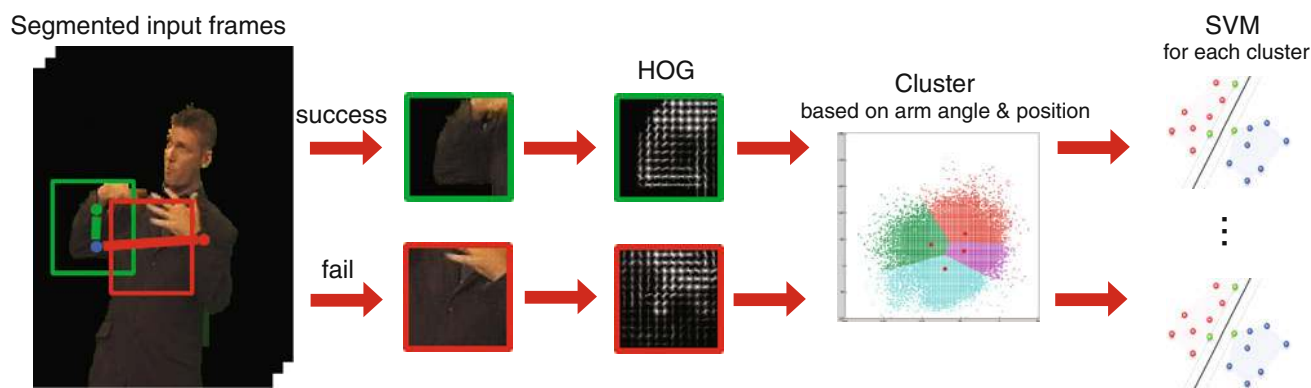 Segmented input frames
success
fail
HOG
Cluster
based on arm angle & position
SVM
for each cluster